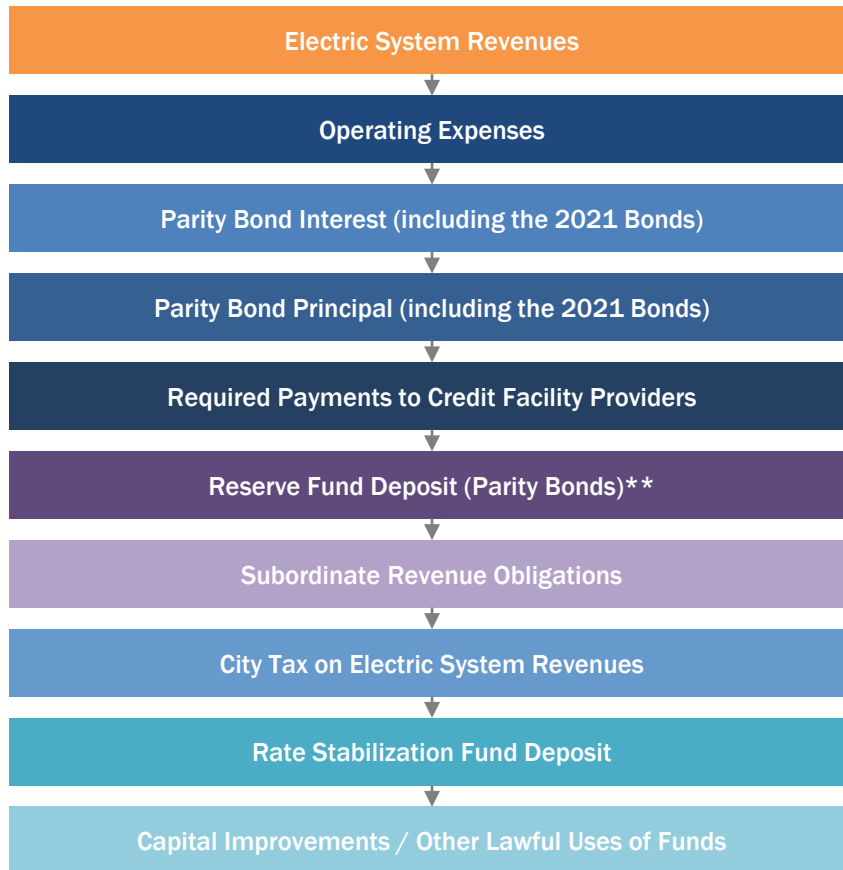 Electric System Revenues
Operating Expenses
Parity Bond Interest (including the 2021 Bonds)
Parity Bond Principal (including the 2021 Bonds)
Required Payments to Credit Facility Providers
Reserve Fund Deposit (Parity Bonds)**
Subordinate Revenue Obligations
City Tax on Electric System Revenues
Rate Stabilization Fund Deposit
Capital Improvements / Other Lawful Uses of Funds